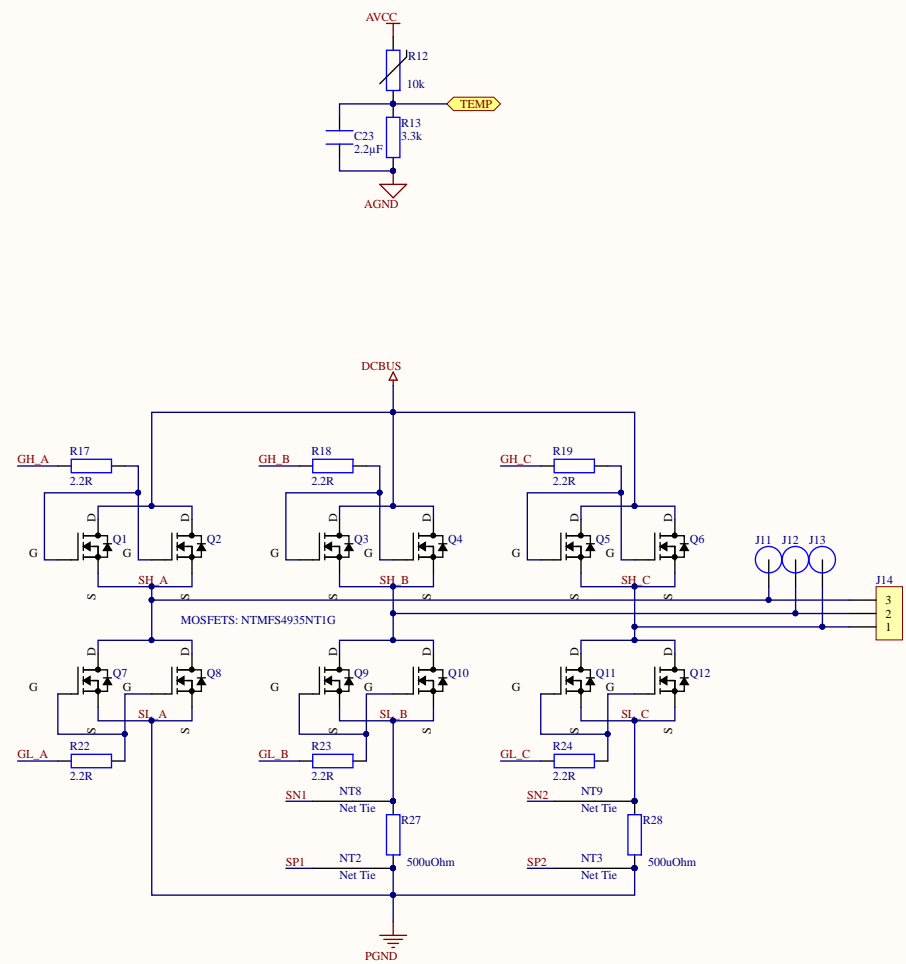 AVCC
R12
10k
TEMP
R13
3.3k
C23
2.2µF
AGND
DCBUS
R17
R18
R19
GH_A
GH_B
GH_C
2.2R
2.2R
2.2R
D
D
D
D
D
D
Q1
Q2
Q3
Q4
Q5
Q6
J11
J12
J13
G
G
G
G
G
G
SH_A
SH_B
SH_C
J14
S
S
S
S
S
S
3
2
1
MOSFETS: NTMFS4935NT1G
D
D
D
D
D
D
Q7
Q8
Q9
Q10
Q11
Q12
G
G
G
G
G
G
SL_A
SL_B
SL_C
S
S
S
S
S
S
R22
R23
R24
GL_A
GL_B
GL_C
2.2R
2.2R
2.2R
SN1
NT8
Net Tie
SN2
NT9
Net Tie
R27
R28
SP1
NT2
Net Tie
500uOhm
SP2
NT3
Net Tie
500uOhm
PGND